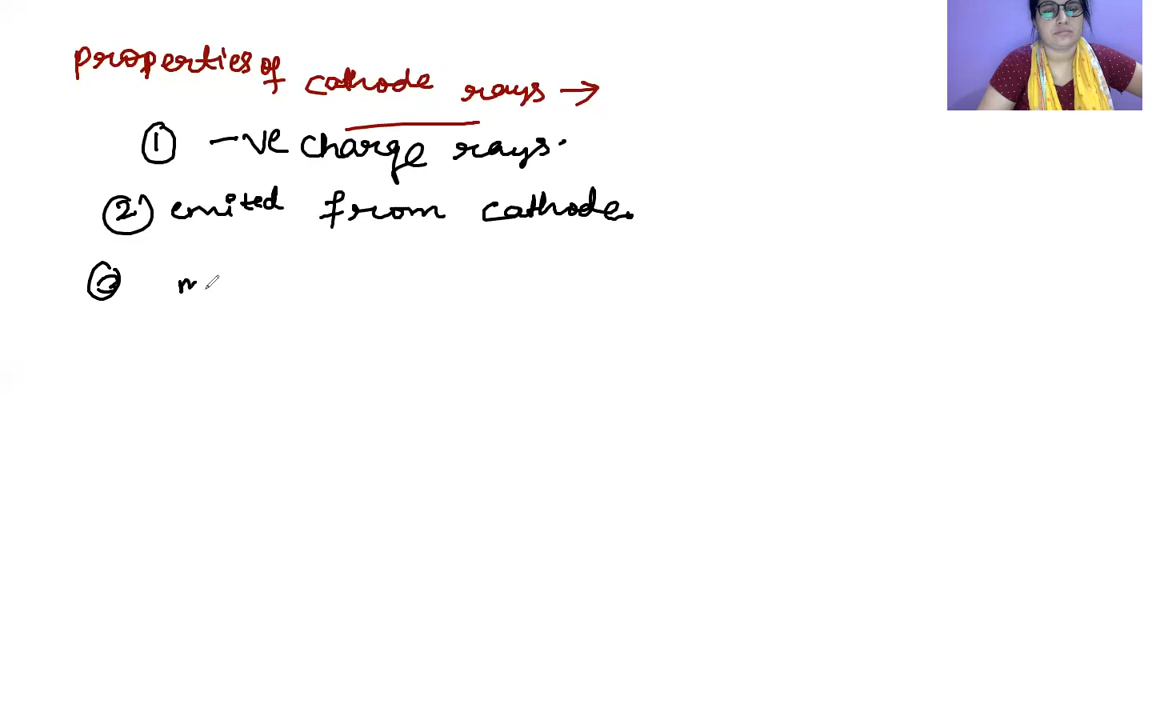 properties of cathode rays →
① -ve charge rays.
② emited from cathode.
③